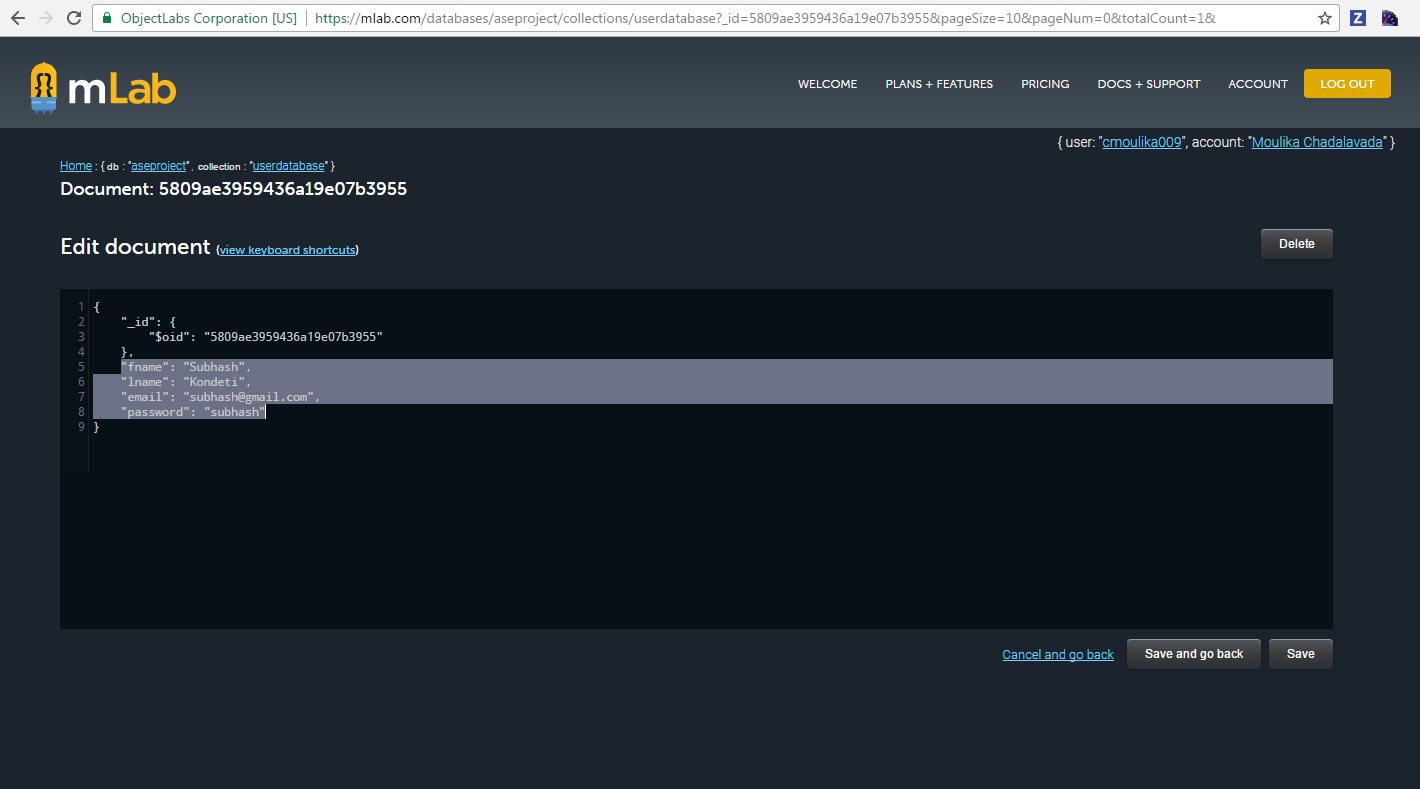 ObjectLabs Corporation [US] https://mlab.com/databases/aseproject/collections/userdatabase?_id=5809ae3959436a19e07b3955&pageSize=10&pageNum=0&totalCount=1& Z
mLab WELCOME PLANS + FEATURES PRICING DOCS + SUPPORT ACCOUNT LOG OUT
{ user: "cmoulika009", account: "Moulika Chadalavada" }
Home : { db : "aseproject" , collection : "userdatabase" }
Document: 5809ae3959436a19e07b3955
Edit document (view keyboard shortcuts) Delete
1 {
2 "_id": {
3 "$oid": "5809ae3959436a19e07b3955"
4 },
5 "fname": "Subhash",
6 "lname": "Kondeti",
7 "email": "subhash@gmail.com",
8 "password": "subhash"
9 }
Cancel and go back Save and go back Save